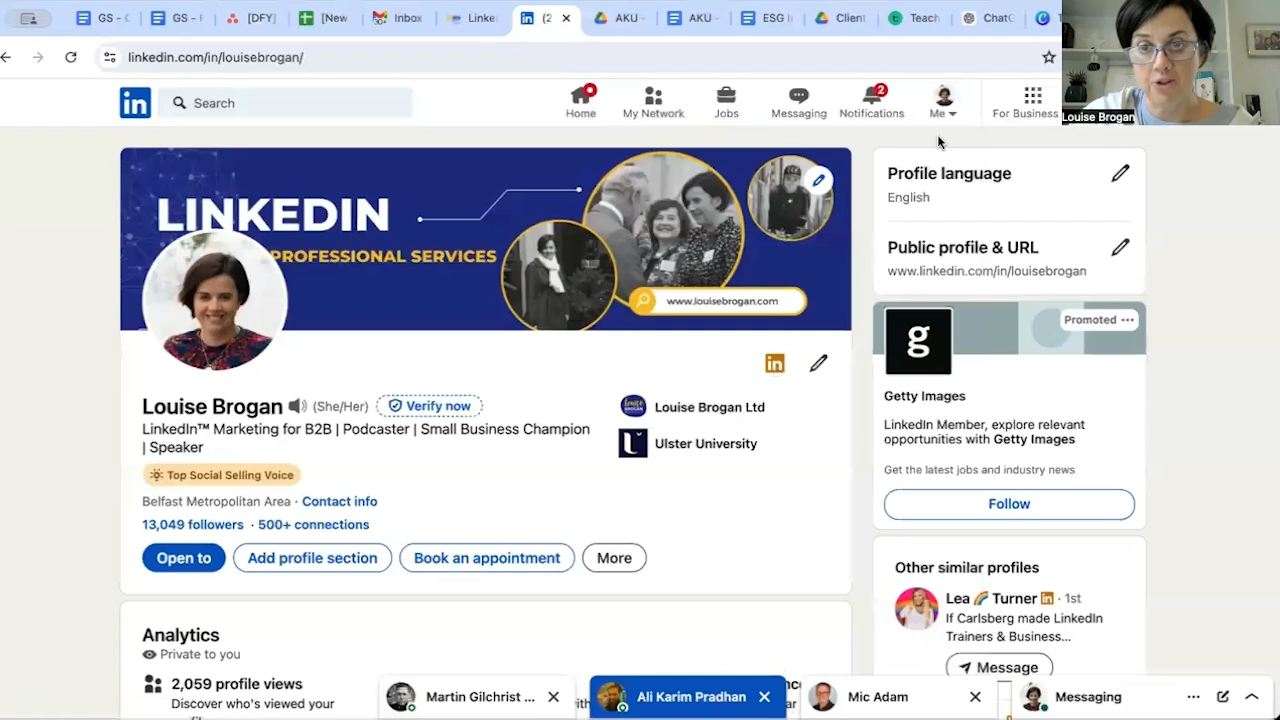 GS - C
GS - F
[DFY]
[New
Inbox
Linke
(2
AKU
AKU -
ESG I
Client
Teach
ChatG
linkedin.com/in/louisebrogan/
Louise Brogan
in
Search
Home
My Network
Jobs
Messaging
2
Notifications
Me
For Business
LINKEDIN
PROFESSIONAL SERVICES
www.louisebrogan.com
Profile language
English
Public profile & URL
www.linkedin.com/in/louisebrogan
Promoted
g
Getty Images
LinkedIn Member, explore relevant
opportunities with Getty Images
Get the latest jobs and industry news
Follow
in
Louise Brogan (She/Her) Verify now
LinkedIn™ Marketing for B2B | Podcaster | Small Business Champion
| Speaker
Louise Brogan Ltd
Ulster University
Top Social Selling Voice
Belfast Metropolitan Area · Contact info
13,049 followers · 500+ connections
Open to
Add profile section
Book an appointment
More
Other similar profiles
Lea Turner in · 1st
If Carlsberg made LinkedIn
Trainers & Business...
Message
Analytics
Private to you
2,059 profile views
Discover who's viewed your
Martin Gilchrist ...
Ali Karim Pradhan
Mic Adam
Messaging